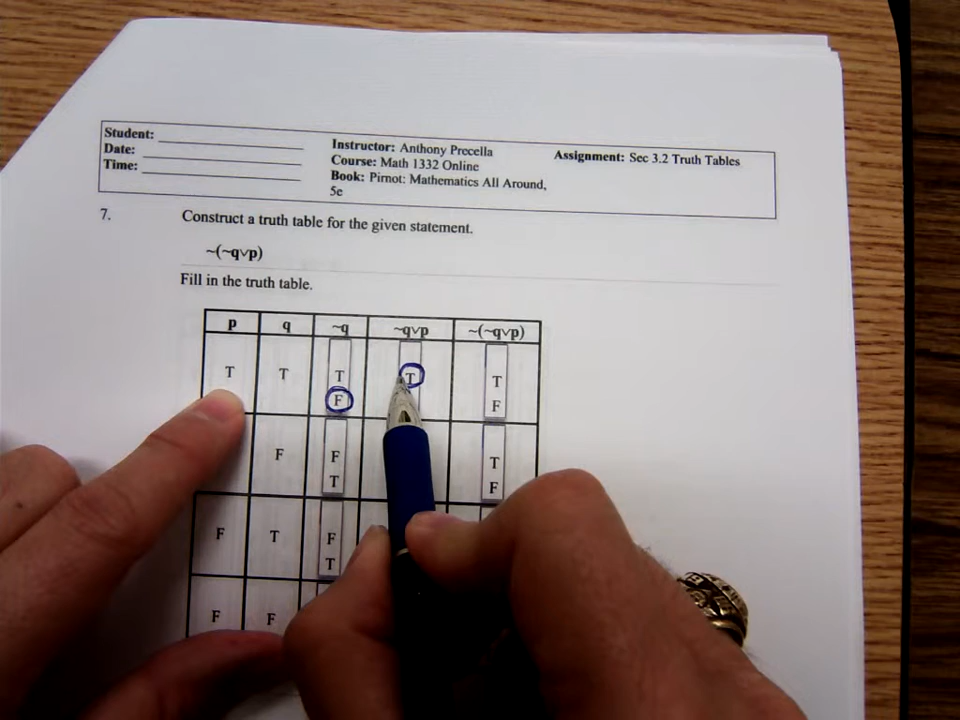 Student:
Instructor: Anthony Precella
Assignment: Sec 3.2 Truth Tables
Date:
Course: Math 1332 Online
Time:
Book: Pirnot: Mathematics All Around,
5e
7. Construct a truth table for the given statement.
~(~q∨p)
Fill in the truth table.
p q ~q ~q∨p ~(~q∨p)
T T T T T
F F
F F T
T F
F T F
T
F F